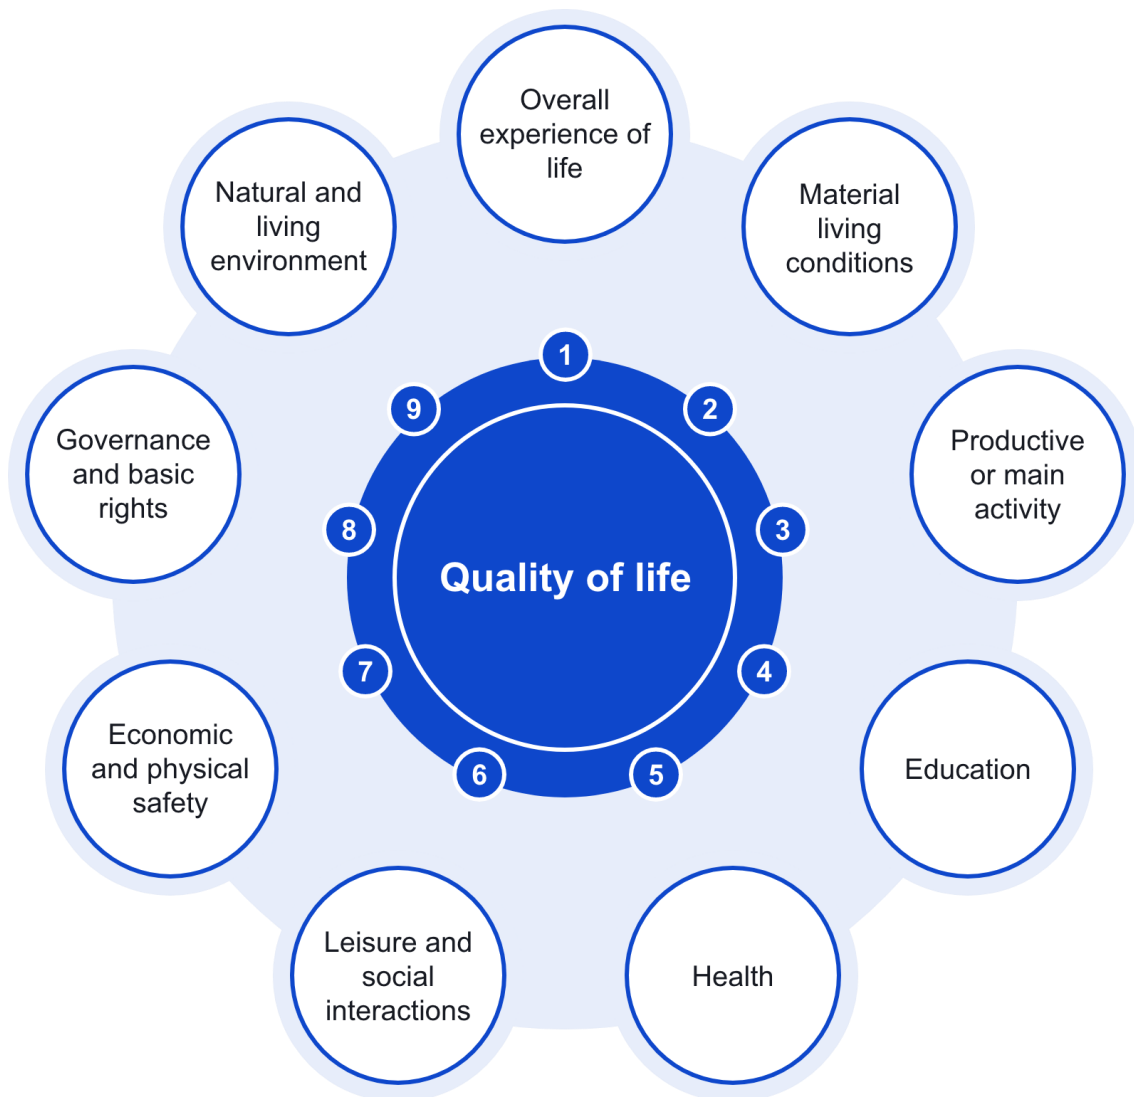 Overall
experience of
life
Material
living
conditions
Productive
or main
activity
Education
Health
Leisure and
social
interactions
Economic
and physical
safety
Governance
and basic
rights
Natural and
living
environment
1
2
3
4
5
6
7
8
9
Quality of life